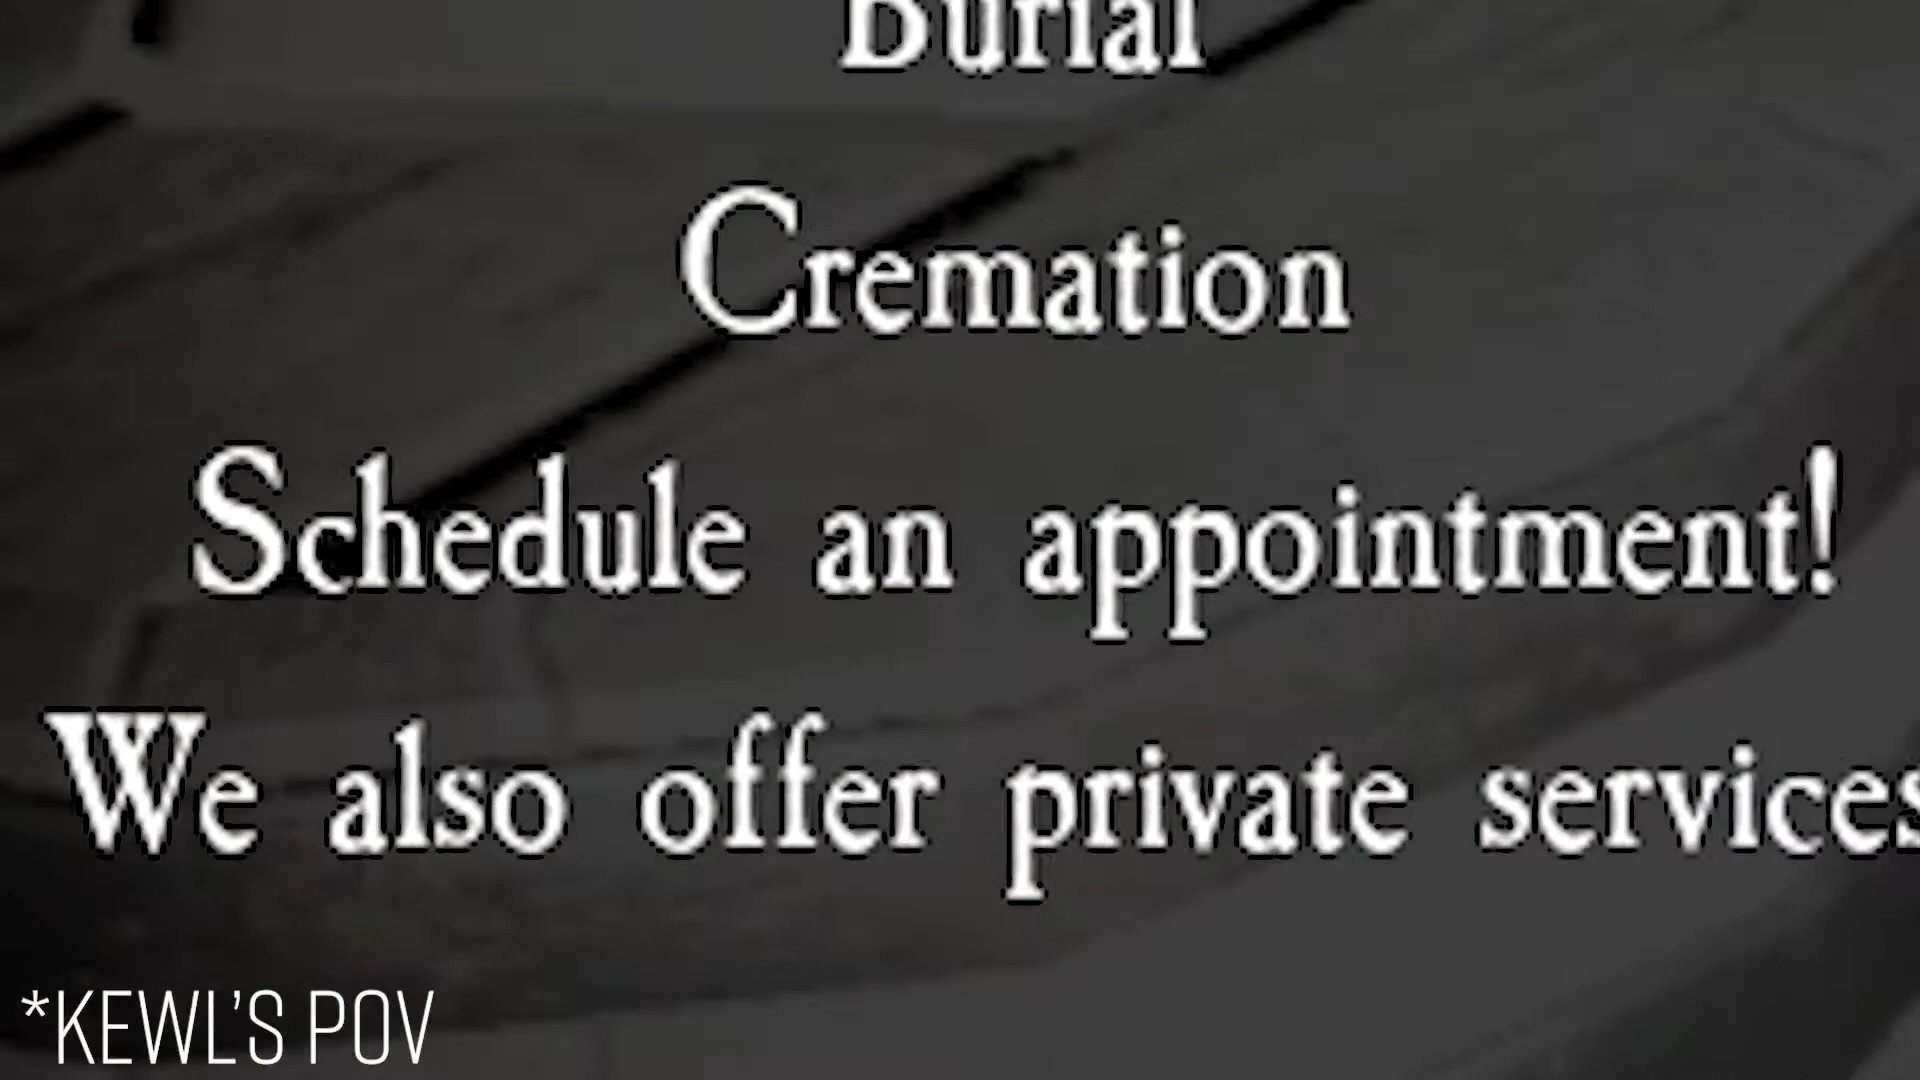 Burial
Cremation
Schedule an appointment!
We also offer private services
*KEWL'S POV